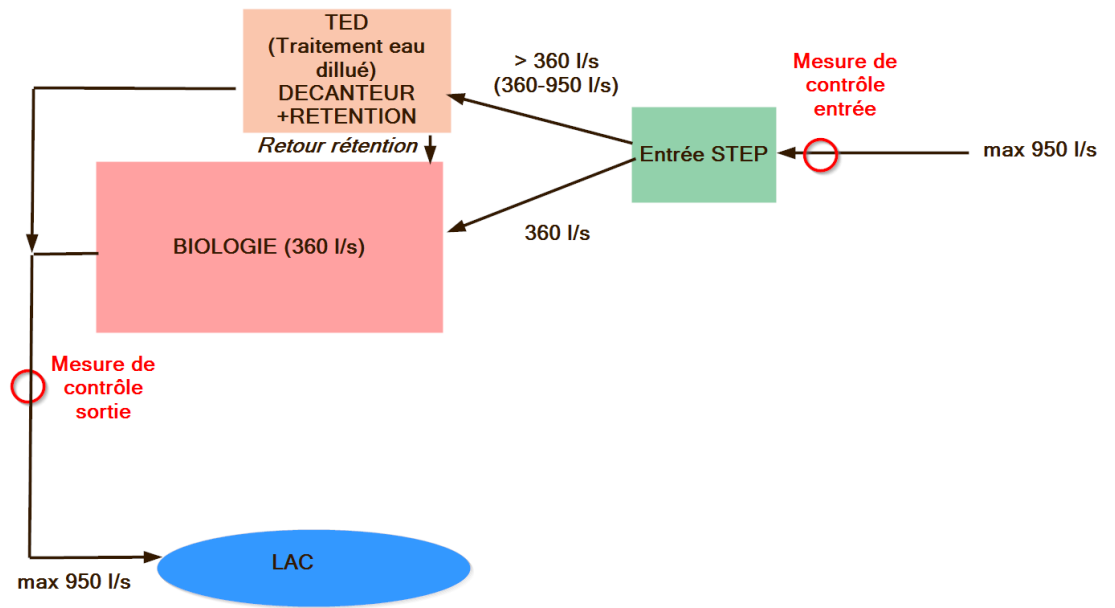 TED
(Traitement eau
dillué)
DECANTEUR
+RETENTION
> 360 l/s
(360-950 l/s)
Mesure de
contrôle
entrée
Retour rétention
Entrée STEP
max 950 l/s
360 l/s
BIOLOGIE (360 l/s)
Mesure de
contrôle
sortie
LAC
max 950 l/s